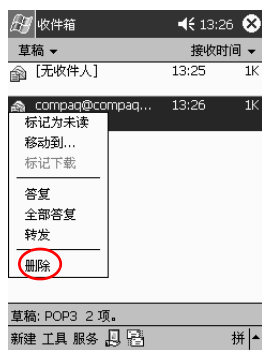 收件箱 13:26
草稿 接收时间
[无收件人] 13:25 1K
compaq@compaq... 13:26 1K
标记为未读
移动到...
标记下载
答复
全部答复
转发
删除
草稿: POP3 2 项。
新建 工具 服务 拼